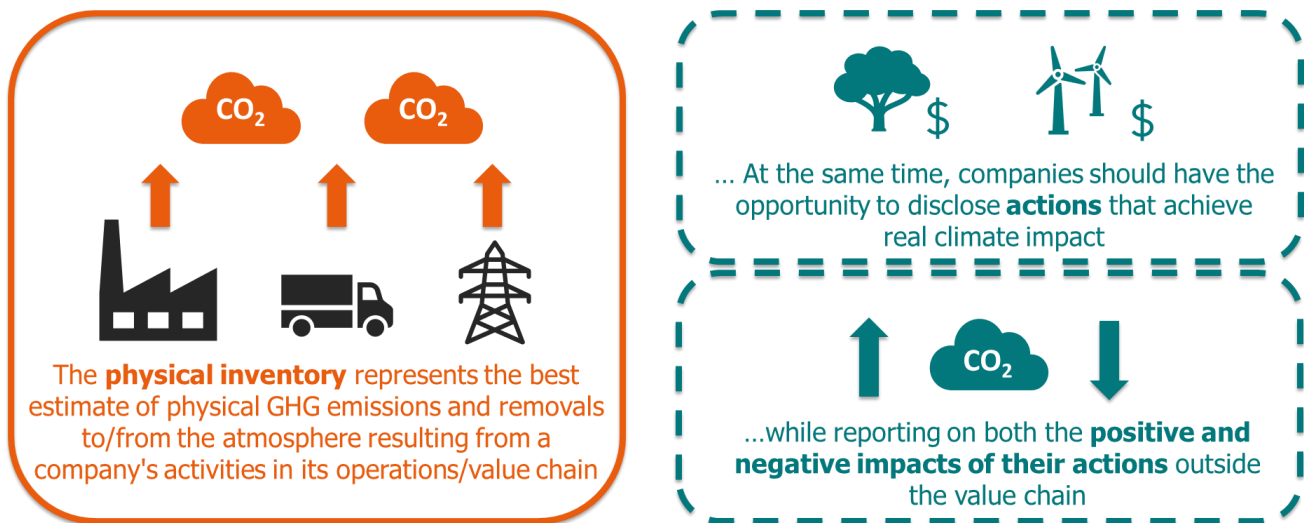 CO₂
CO₂
The physical inventory represents the best
estimate of physical GHG emissions and removals
to/from the atmosphere resulting from a
company's activities in its operations/value chain
$
$
... At the same time, companies should have the
opportunity to disclose actions that achieve
real climate impact
CO₂
...while reporting on both the positive and
negative impacts of their actions outside
the value chain